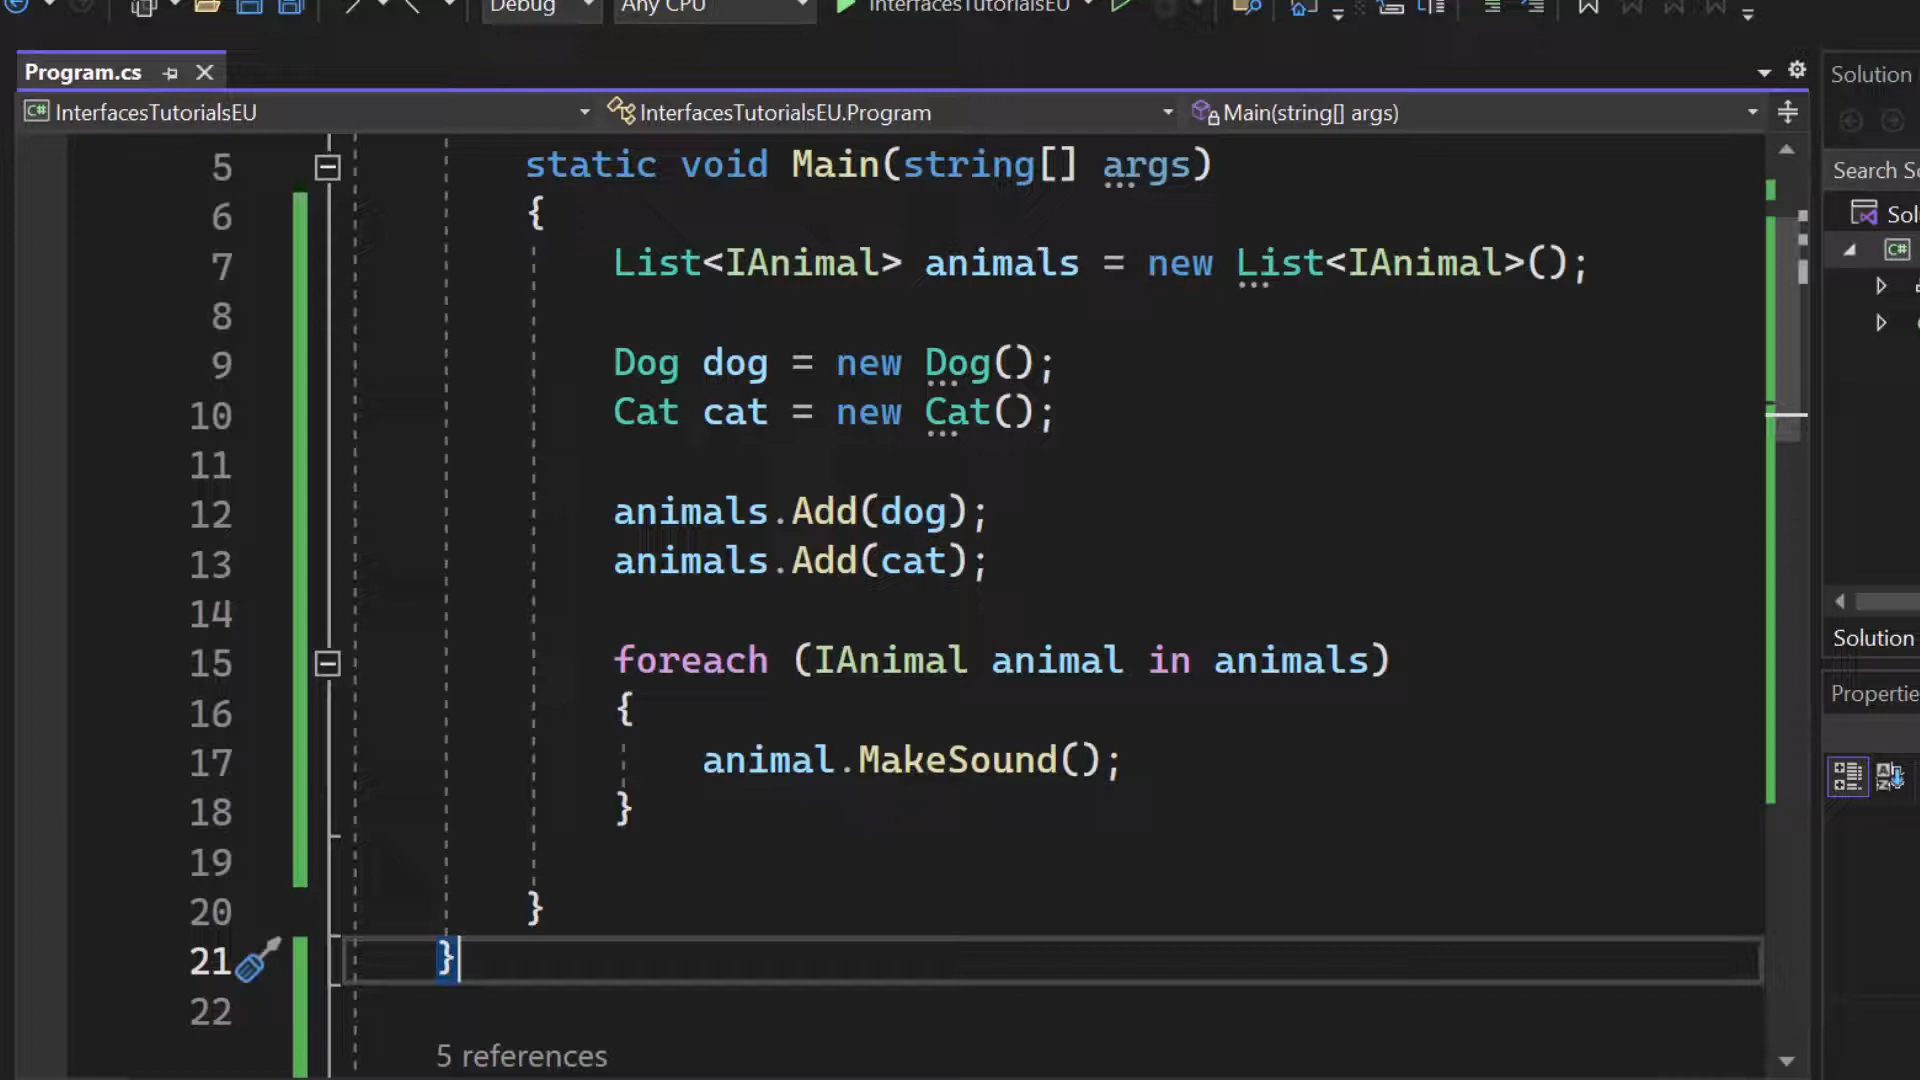 Debug
Any CPU
InterfacesTutorialsEU
Program.cs
Solution
InterfacesTutorialsEU
InterfacesTutorialsEU.Program
Main(string[] args)
Search So
Sol
5 static void Main(string[] args)
6 {
7 List<IAnimal> animals = new List<IAnimal>();
8
9 Dog dog = new Dog();
10 Cat cat = new Cat();
11
12 animals.Add(dog);
13 animals.Add(cat);
14
15 foreach (IAnimal animal in animals)
16 {
17 animal.MakeSound();
18 }
19
20 }
21 }
22
5 references
Solution
Propertie